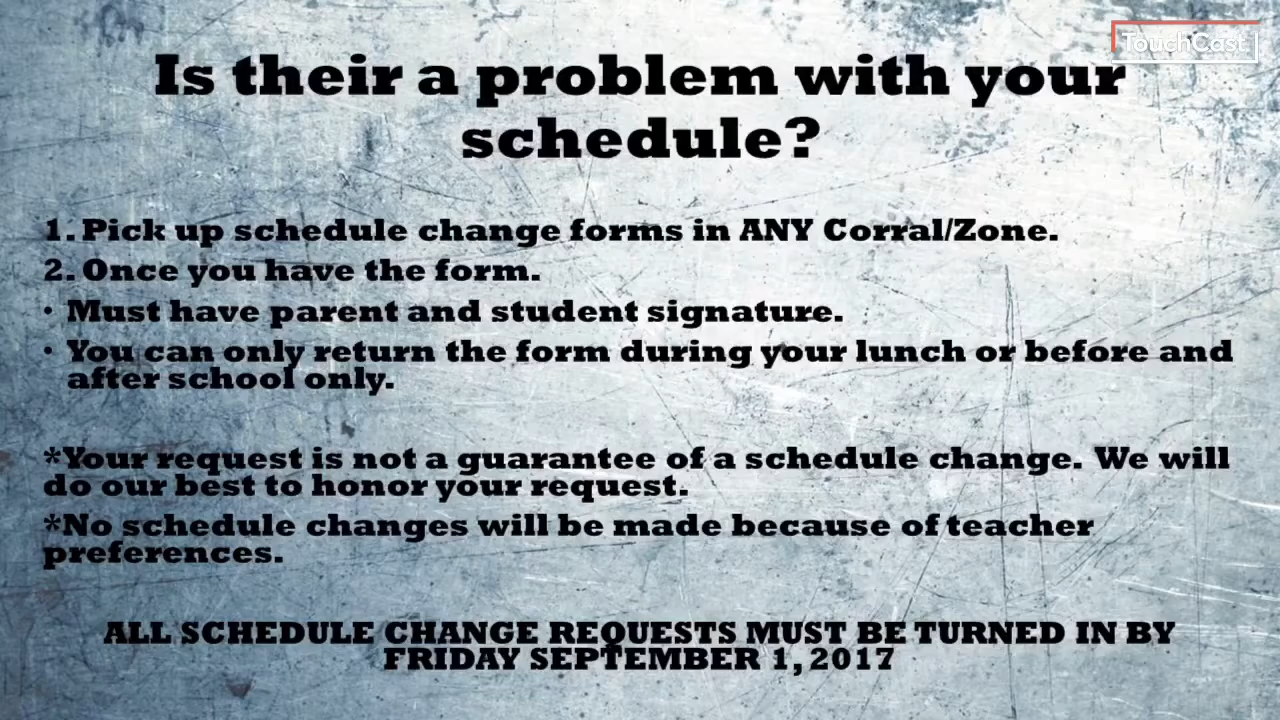 TouchCast
Is their a problem with your
schedule?
1. Pick up schedule change forms in ANY Corral/Zone.
2. Once you have the form.
• Must have parent and student signature.
• You can only return the form during your lunch or before and
after school only.
*Your request is not a guarantee of a schedule change. We will
do our best to honor your request.
*No schedule changes will be made because of teacher
preferences.
ALL SCHEDULE CHANGE REQUESTS MUST BE TURNED IN BY
FRIDAY SEPTEMBER 1, 2017